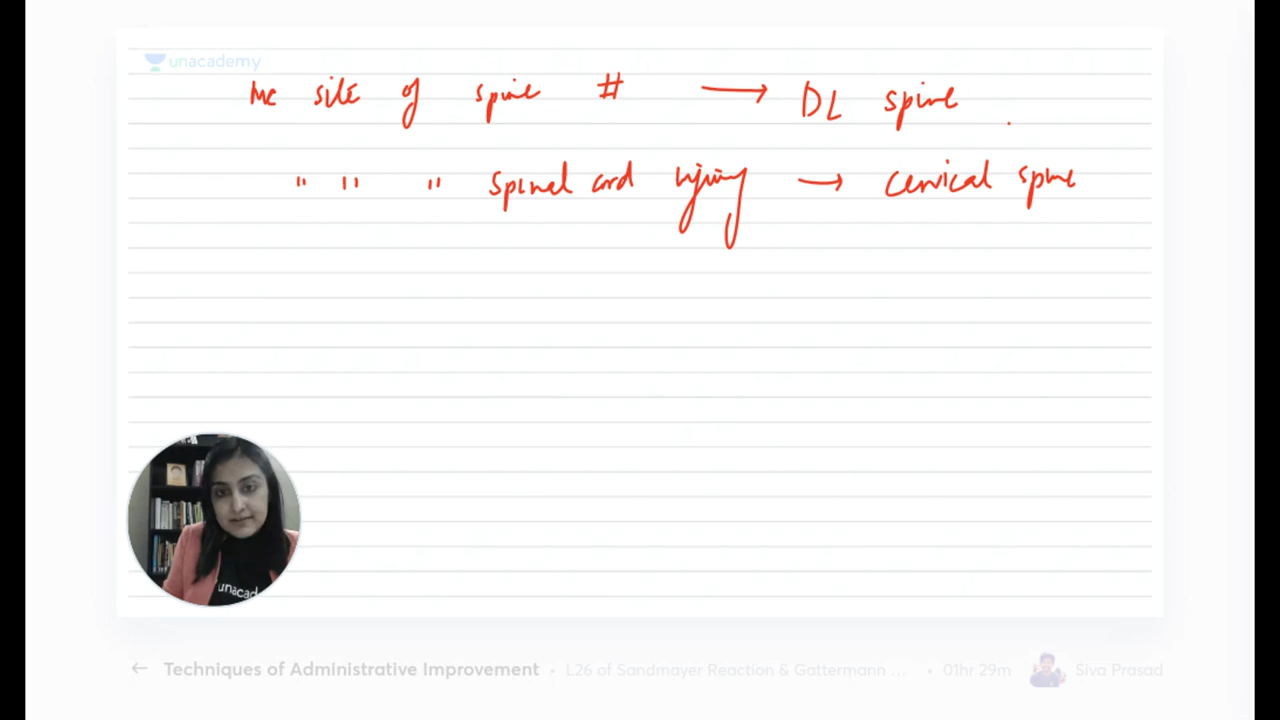 unacademy
Mc site of spine # → DL spine.
" " " spinal cord injury → cervical spine
unacad
← Techniques of Administrative Improvement • L26 of Sandmayer Reaction & Gattermann ... • 01hr 29m Siva Prasad